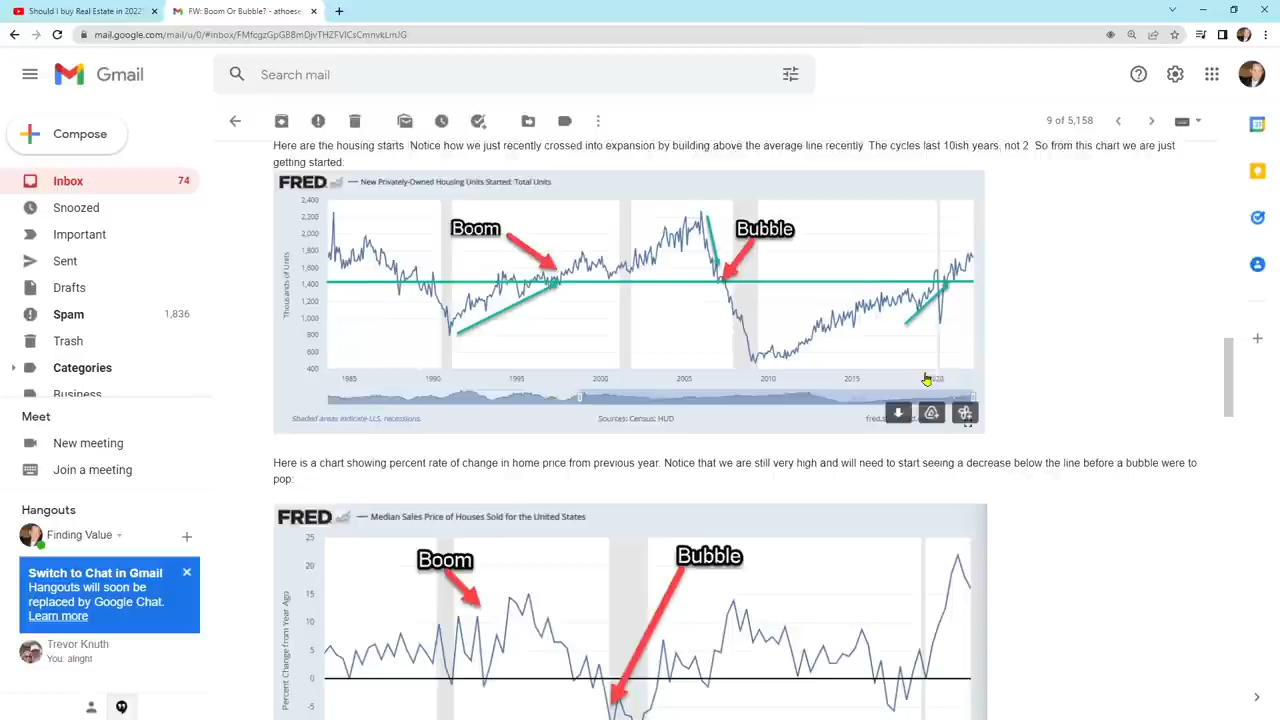 Should I buy Real Estate in 2022
FW: Boom Or Bubble? - athoese
mail.google.com/mail/u/0/#inbox/FMfcgzGpGB8mDjvTHZFVlCsCmnvkLmJG
Gmail
Search mail
Compose
9 of 5,158
Inbox 74
Snoozed
Important
Sent
Drafts
Spam 1,836
Trash
Categories
Business
Meet
New meeting
Join a meeting
Hangouts
Finding Value
Switch to Chat in Gmail
Hangouts will soon be
replaced by Google Chat.
Learn more
Trevor Knuth
You: alright
Here are the housing starts Notice how we just recently crossed into expansion by building above the average line recently The cycles last 10ish years, not 2 So from this chart we are just
getting started:
FRED
New Privately-Owned Housing Units Started: Total Units
Thousands of Units
2,400
2,200
2,000
1,800
1,600
1,400
1,200
1,000
800
600
400
Boom
Bubble
1985 1990 1995 2000 2005 2010 2015 2020
Shaded areas indicate U.S. recessions.
Sources: Census; HUD
fred.s
Here is a chart showing percent rate of change in home price from previous year. Notice that we are still very high and will need to start seeing a decrease below the line before a bubble were to
pop:
FRED
Median Sales Price of Houses Sold for the United States
Percent Change from Year Ago
25
20
15
10
5
0
-5
Boom
Bubble